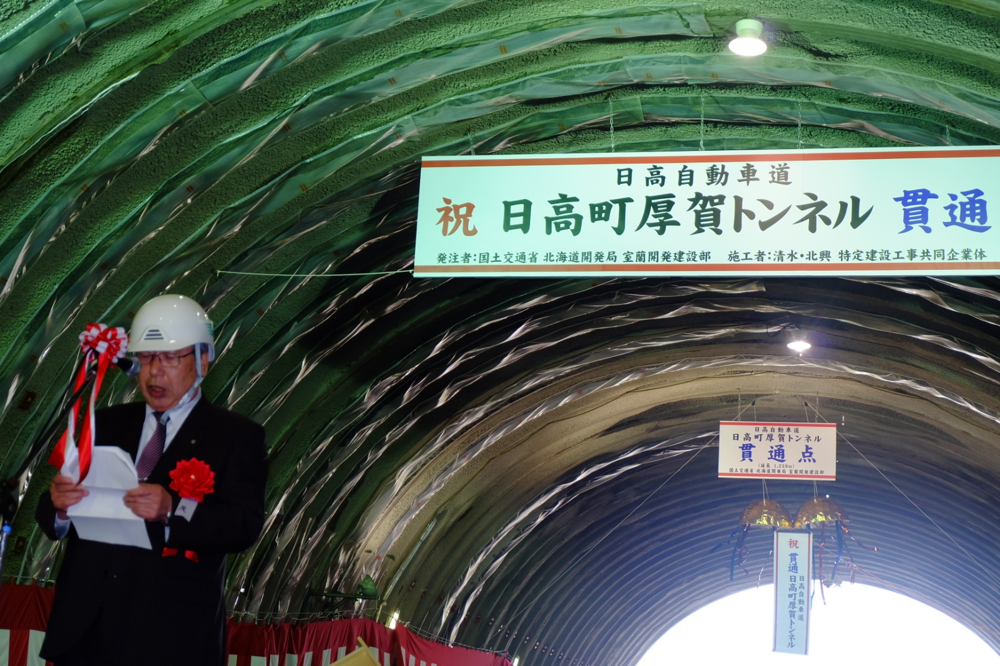 日高自動車道
祝 日高町厚賀トンネル 貫通
発注者：国土交通省 北海道開発局 室蘭開発建設部 施工者：清水・北興 特定建設工事共同企業体
日高自動車道
日高町厚賀トンネル
貫通点
(延長 1,239m)
国土交通省 北海道開発局 室蘭開発建設部
祝
貫通
日高自動車道
日高町厚賀トンネル